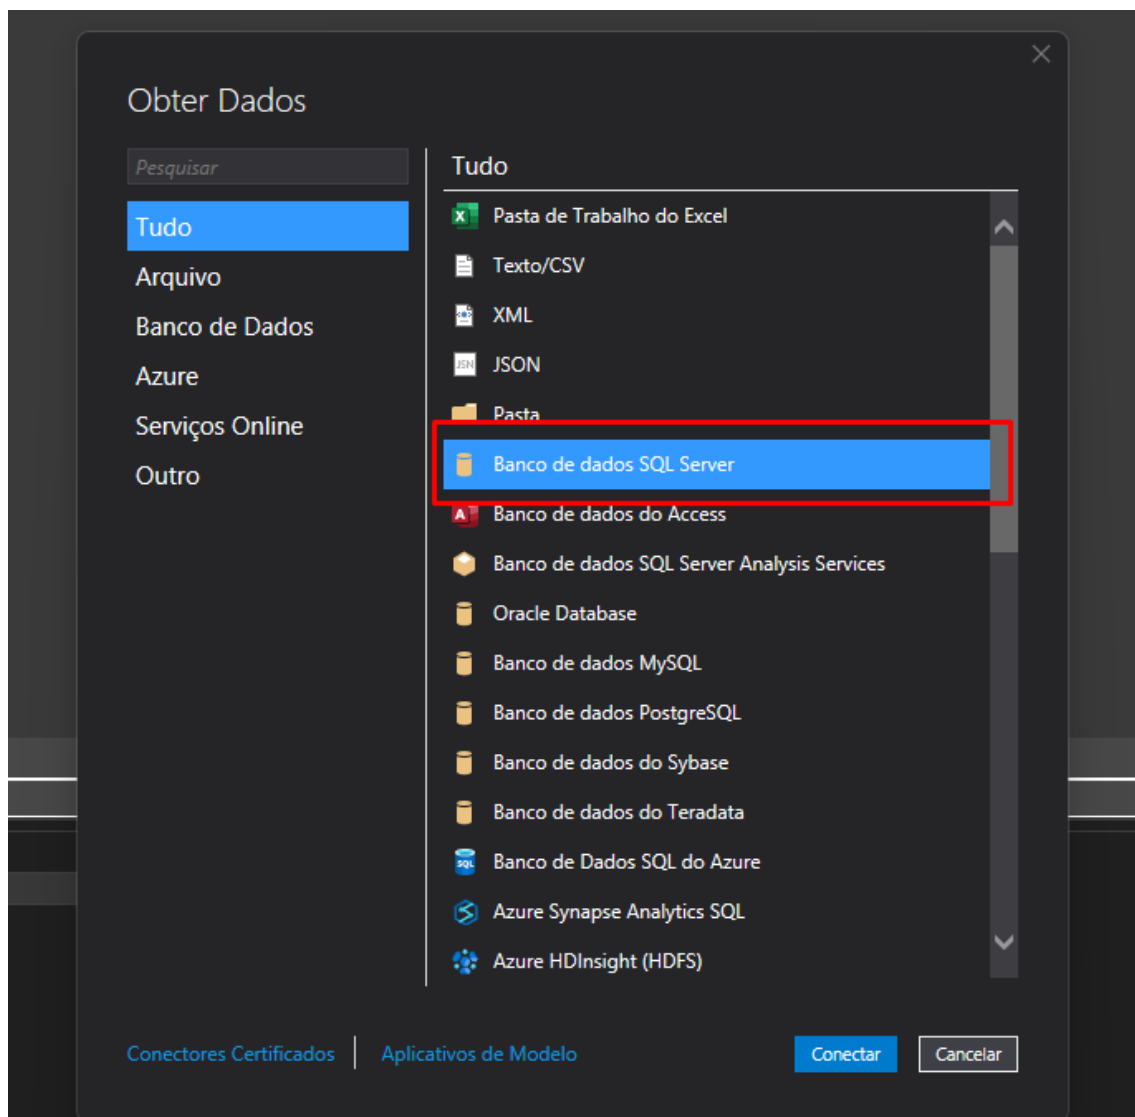 Obter Dados
Pesquisar
Tudo
Arquivo
Banco de Dados
Azure
Serviços Online
Outro
Tudo
Pasta de Trabalho do Excel
Texto/CSV
XML
JSN JSON
Pasta
Banco de dados SQL Server
A Banco de dados do Access
Banco de dados SQL Server Analysis Services
Oracle Database
Banco de dados MySQL
Banco de dados PostgreSQL
Banco de dados do Sybase
Banco de dados do Teradata
SQL Banco de Dados SQL do Azure
Azure Synapse Analytics SQL
Azure HDInsight (HDFS)
Conectores Certificados
Aplicativos de Modelo
Conectar
Cancelar